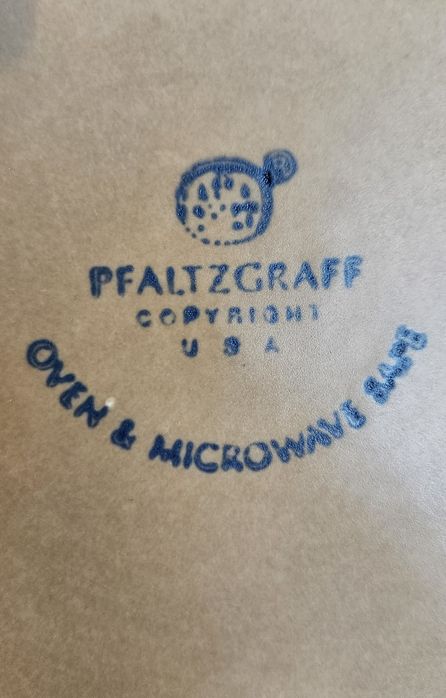 PFALTZGRAFF
COPYRIGHT
USA
OVEN & MICROWAVE SAFE